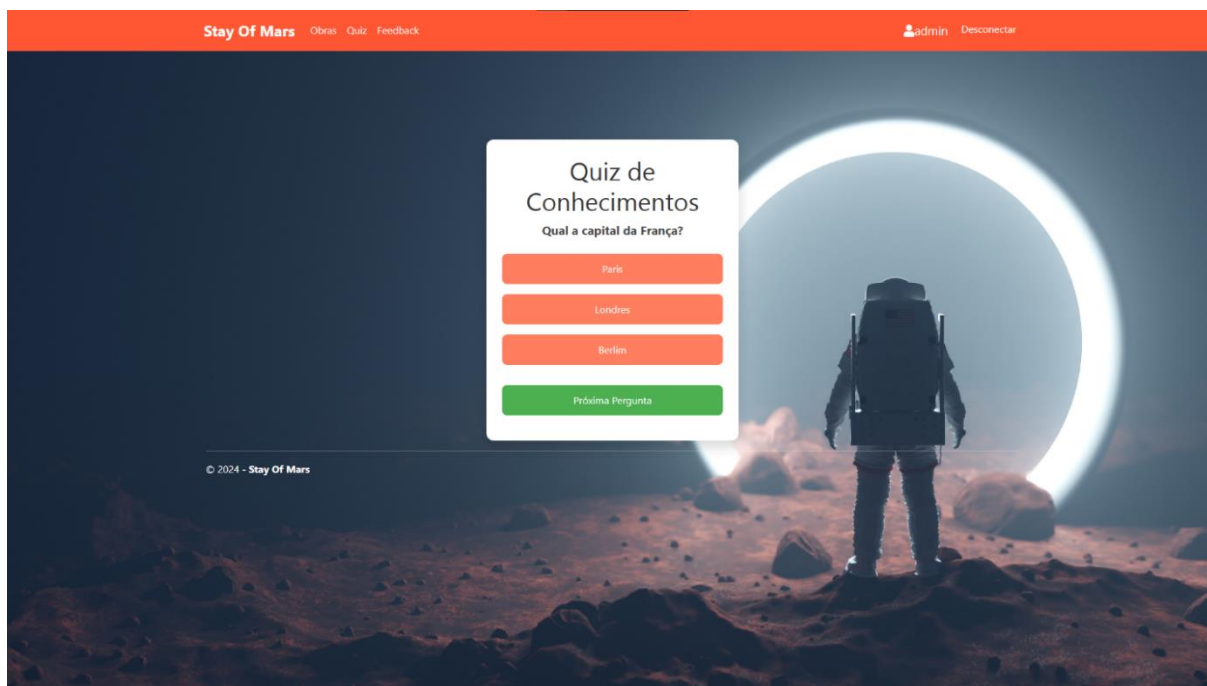 Stay Of Mars Obras Quiz Feedback admin Desconectar
Quiz de
Conhecimentos
Qual a capital da França?
Paris
Londres
Berlim
Próxima Pergunta
© 2024 - Stay Of Mars